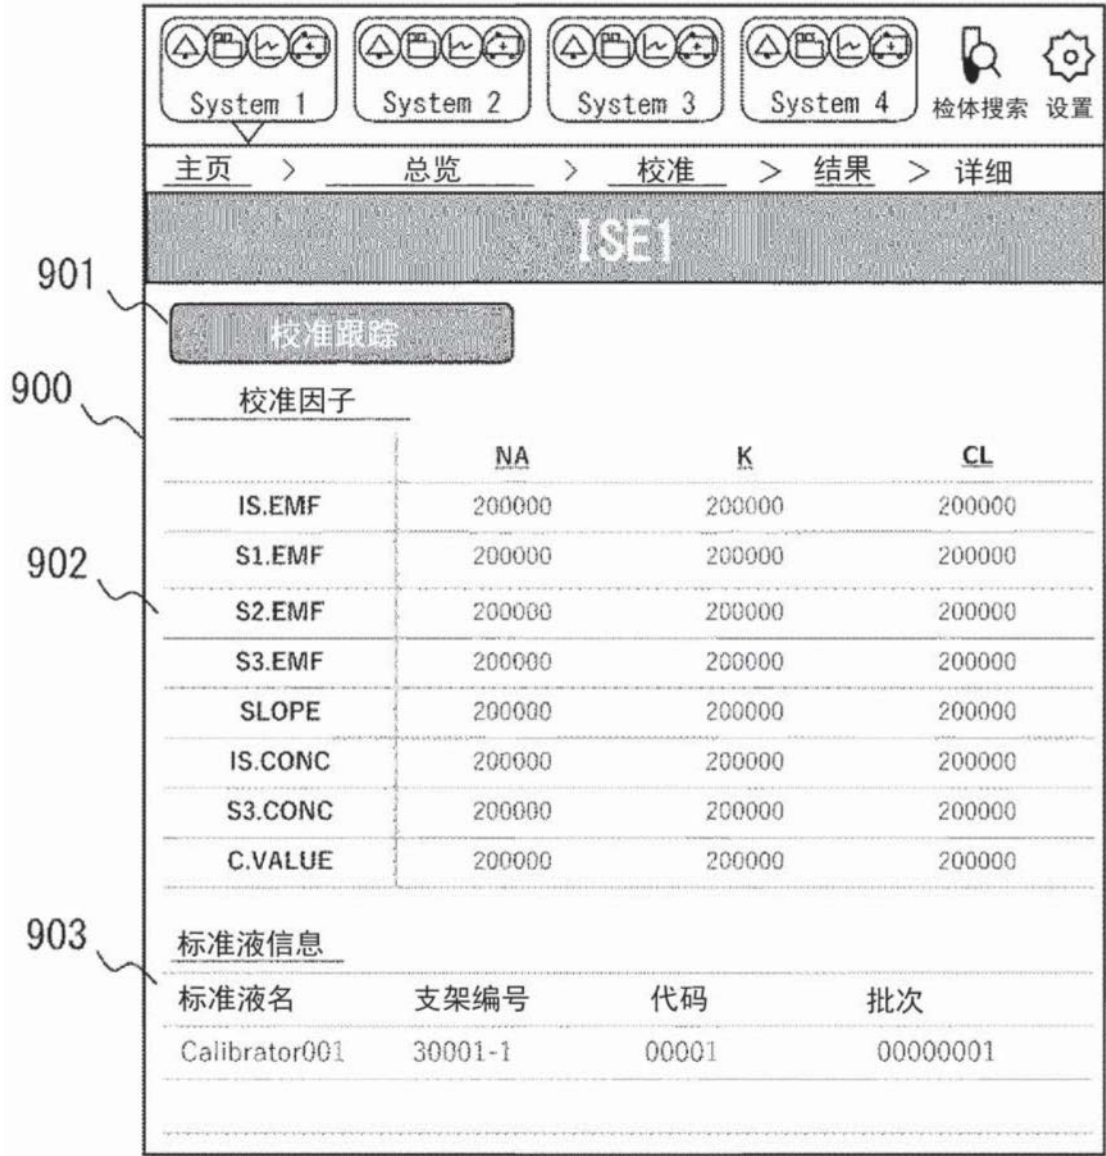 System 1 System 2 System 3 System 4 检体搜索 设置
主页 > 总览 > 校准 > 结果 > 详细
ISE1
901
校准跟踪
900
校准因子
NA K CL
IS.EMF 200000 200000 200000
S1.EMF 200000 200000 200000
902
S2.EMF 200000 200000 200000
S3.EMF 200000 200000 200000
SLOPE 200000 200000 200000
IS.CONC 200000 200000 200000
S3.CONC 200000 200000 200000
C.VALUE 200000 200000 200000
903
标准液信息
标准液名 支架编号 代码 批次
Calibrator001 30001-1 00001 00000001